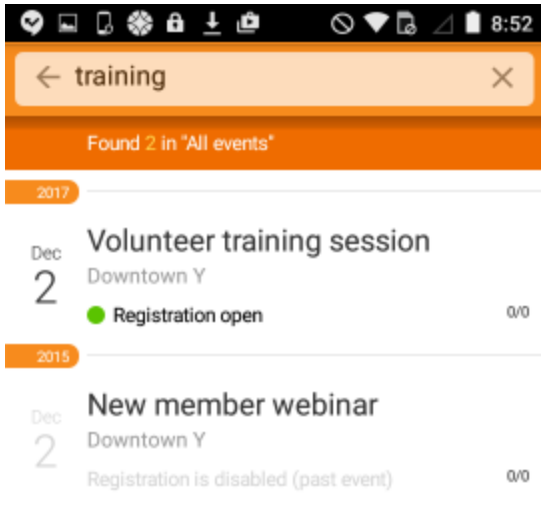 8:52
training
Found 2 in "All events"
2017
Dec
2
Volunteer training session
Downtown Y
Registration open
0/0
2015
Dec
2
New member webinar
Downtown Y
Registration is disabled (past event)
0/0